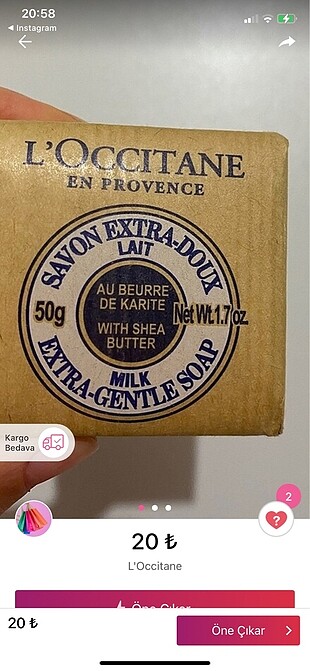 20:58
◀ Instagram
L'OCCITANE
EN PROVENCE
SAVON EXTRA-DOUX
LAIT
AU BEURRE
DE KARITE
50g
Net Wt.1.7 oz.
WITH SHEA
BUTTER
MILK
EXTRA-GENTLE SOAP
Kargo
Bedava
2
20 ₺
L'Occitane
Öne Çıkar
20 ₺
Öne Çıkar